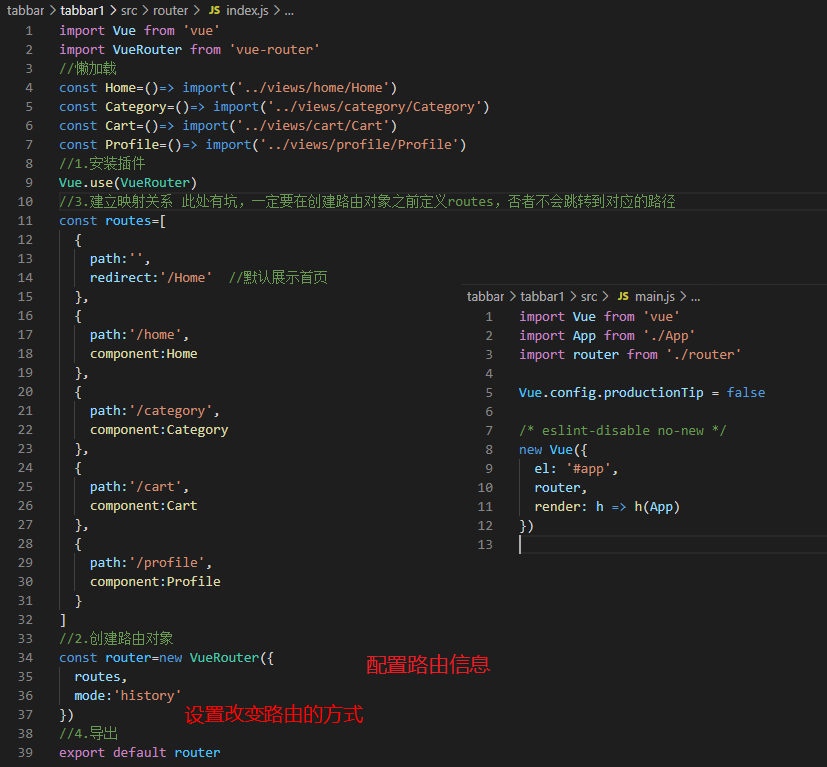 tabbar > tabbar1 > src > router > JS index.js > ...
1 import Vue from 'vue'
2 import VueRouter from 'vue-router'
3 //懒加载
4 const Home=()=> import('../views/home/Home')
5 const Category=()=> import('../views/category/Category')
6 const Cart=()=> import('../views/cart/Cart')
7 const Profile=()=> import('../views/profile/Profile')
8 //1.安装插件
9 Vue.use(VueRouter)
10 //3.建立映射关系 此处有坑，一定要在创建路由对象之前定义routes，否者不会跳转到对应的路径
11 const routes=[
12 {
13 path:'',
14 redirect:'/Home' //默认展示首页
15 },
16 {
17 path:'/home',
18 component:Home
19 },
20 {
21 path:'/category',
22 component:Category
23 },
24 {
25 path:'/cart',
26 component:Cart
27 },
28 {
29 path:'/profile',
30 component:Profile
31 }
32 ]
33 //2.创建路由对象
34 const router=new VueRouter({
配置路由信息
35 routes,
36 mode:'history'
设置改变路由的方式
37 })
38 //4.导出
39 export default router
tabbar > tabbar1 > src > JS main.js > ...
1 import Vue from 'vue'
2 import App from './App'
3 import router from './router'
4
5 Vue.config.productionTip = false
6
7 /* eslint-disable no-new */
8 new Vue({
9 el: '#app',
10 router,
11 render: h => h(App)
12 })
13